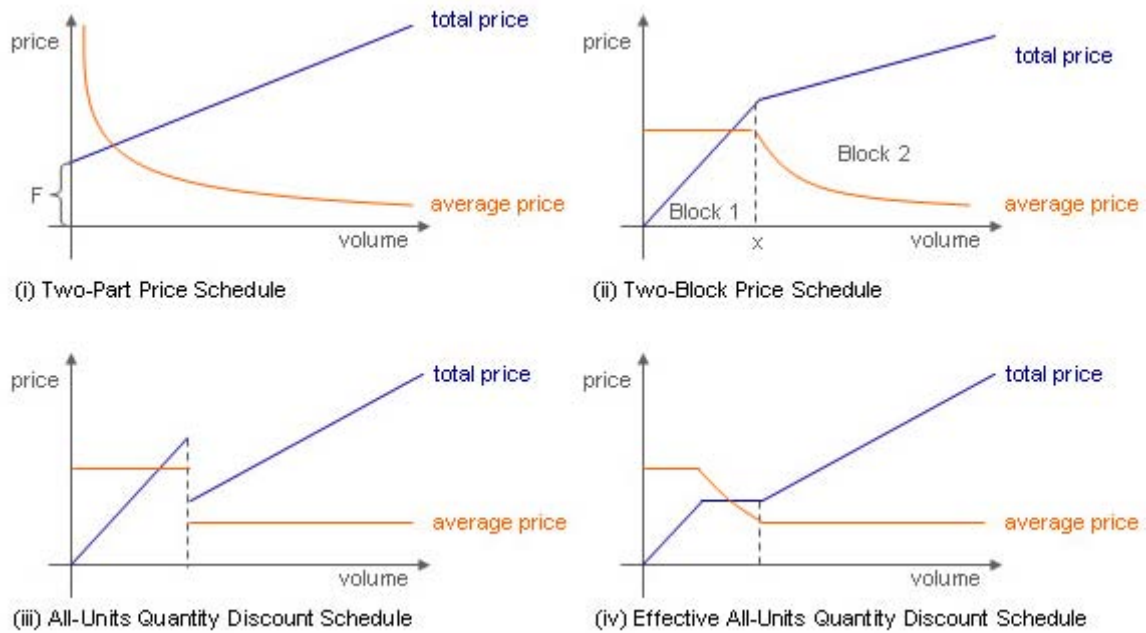 total price
price
F
average price
volume
(i) Two-Part Price Schedule
price
total price
Block 2
Block 1
average price
volume
x
(ii) Two-Block Price Schedule
total price
price
average price
volume
(iii) All-Units Quantity Discount Schedule
total price
price
average price
volume
(iv) Effective All-Units Quantity Discount Schedule